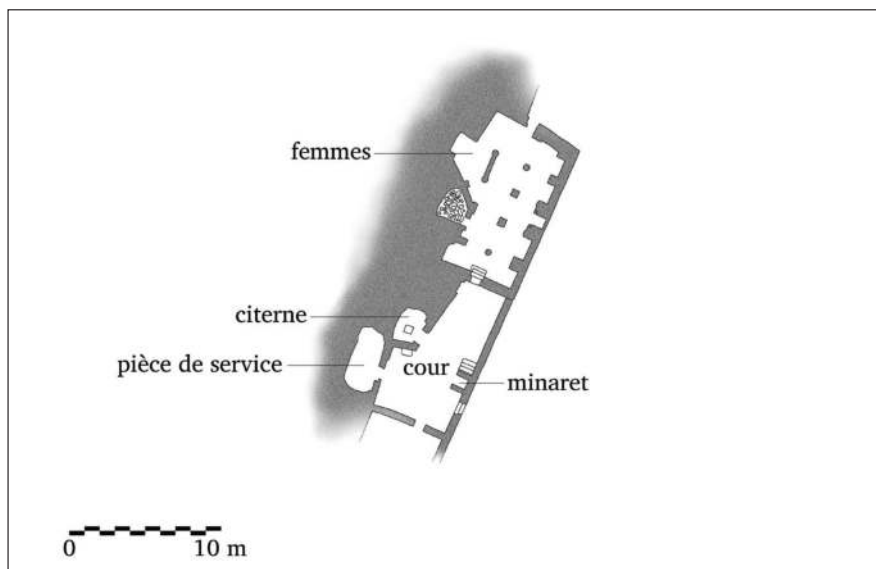 femmes
citerne
pièce de service
cour
minaret
0 10 m